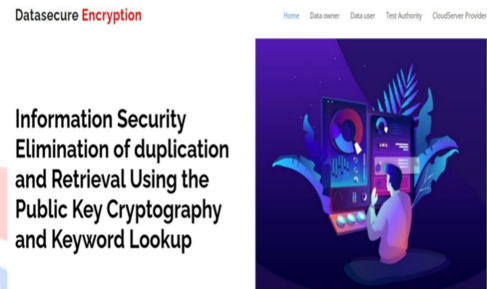 Datasecure Encryption
Home Data owner Data user Test Authority CloudServer Provider
Information Security
Elimination of duplication
and Retrieval Using the
Public Key Cryptography
and Keyword Lookup